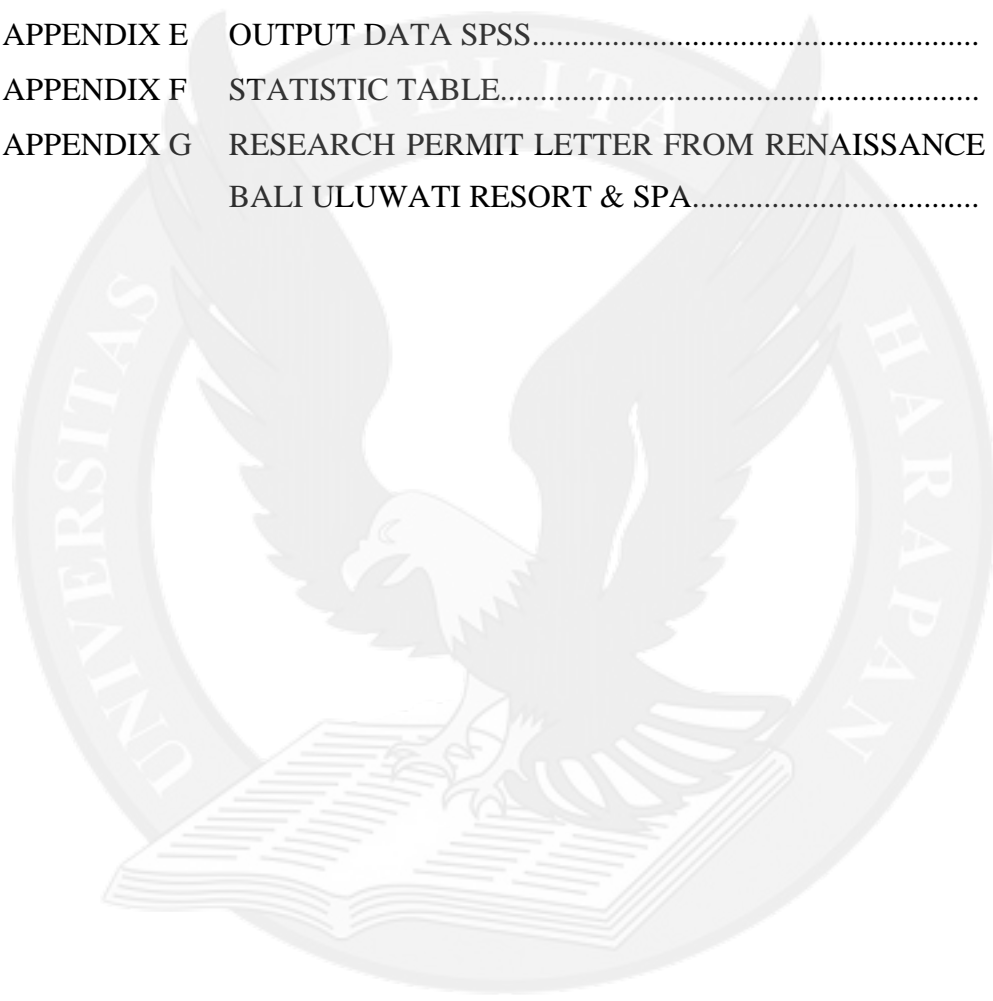 APPENDIX E OUTPUT DATA SPSS......................................................
APPENDIX F STATISTIC TABLE..........................................................
APPENDIX G RESEARCH PERMIT LETTER FROM RENAISSANCE
BALI ULUWATI RESORT & SPA...................................
UNIVERSITAS PELITA HARAPAN